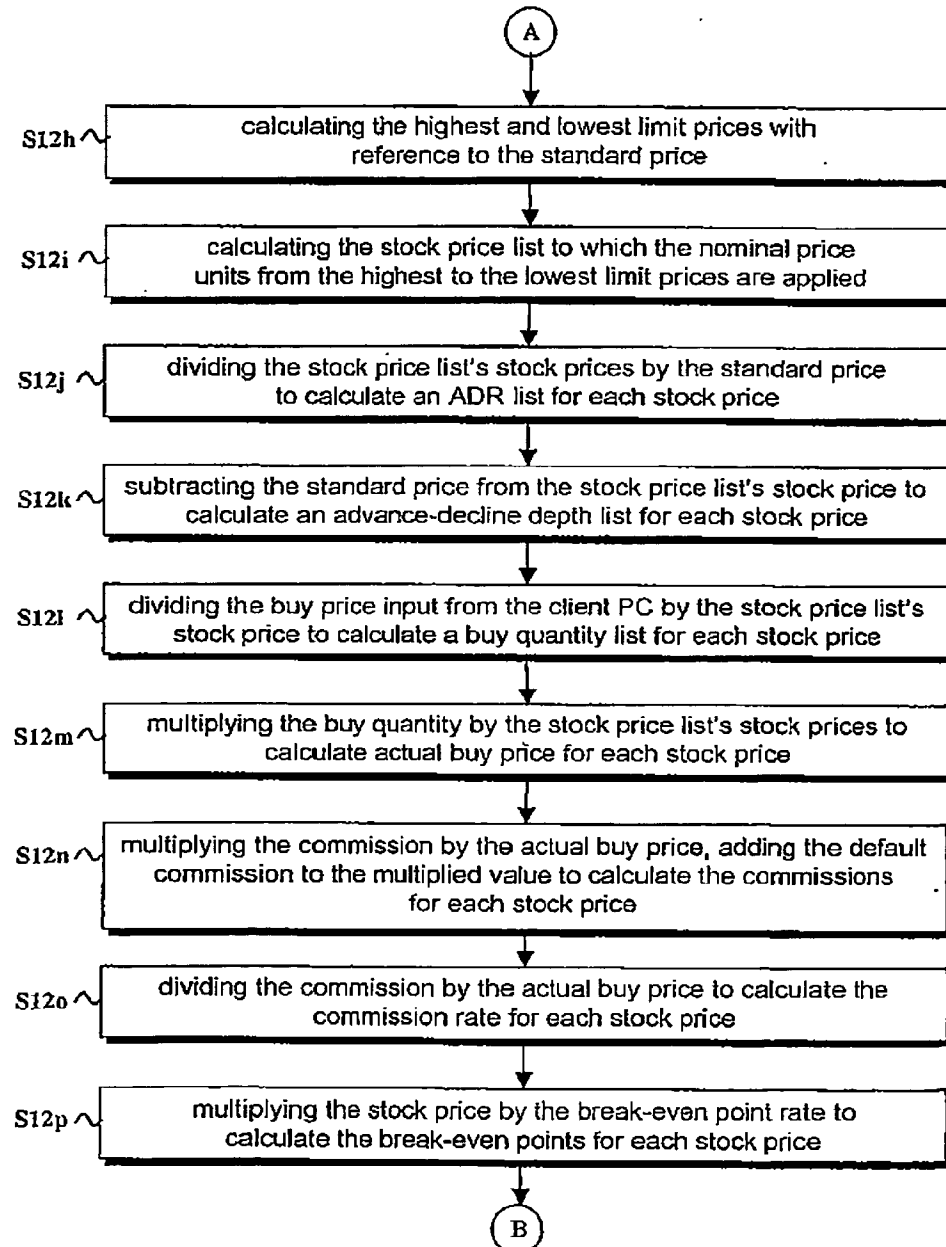 A
S12h
calculating the highest and lowest limit prices with
reference to the standard price
S12i
calculating the stock price list to which the nominal price
units from the highest to the lowest limit prices are applied
S12j
dividing the stock price list's stock prices by the standard price
to calculate an ADR list for each stock price
S12k
subtracting the standard price from the stock price list's stock price to
calculate an advance-decline depth list for each stock price
S12l
dividing the buy price input from the client PC by the stock price list's
stock price to calculate a buy quantity list for each stock price
S12m
multiplying the buy quantity by the stock price list's stock prices to
calculate actual buy price for each stock price
S12n
multiplying the commission by the actual buy price, adding the default
commission to the multiplied value to calculate the commissions
for each stock price
S12o
dividing the commission by the actual buy price to calculate the
commission rate for each stock price
S12p
multiplying the stock price by the break-even point rate to
calculate the break-even points for each stock price
B